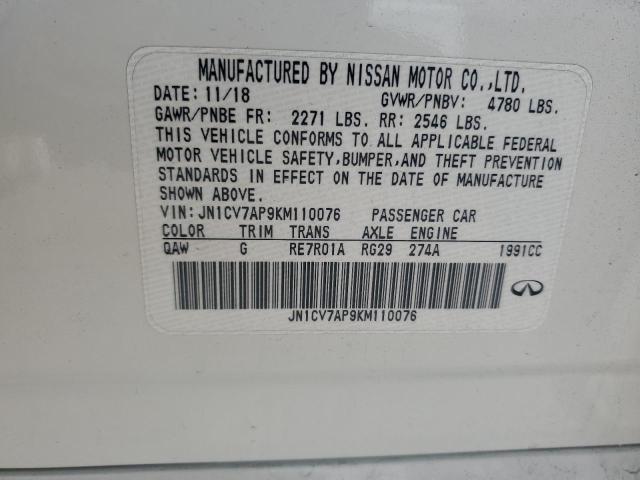 MANUFACTURED BY NISSAN MOTOR CO.,LTD.
DATE: 11/18 GVWR/PNBV: 4780 LBS.
GAWR/PNBE FR: 2271 LBS. RR: 2546 LBS.
THIS VEHICLE CONFORMS TO ALL APPLICABLE FEDERAL
MOTOR VEHICLE SAFETY,BUMPER,AND THEFT PREVENTION
STANDARDS IN EFFECT ON THE DATE OF MANUFACTURE
SHOWN ABOVE.
VIN: JN1CV7AP9KM110076 PASSENGER CAR
COLOR TRIM TRANS AXLE ENGINE
QAW G RE7R01A RG29 274A 1991CC
JN1CV7AP9KM110076